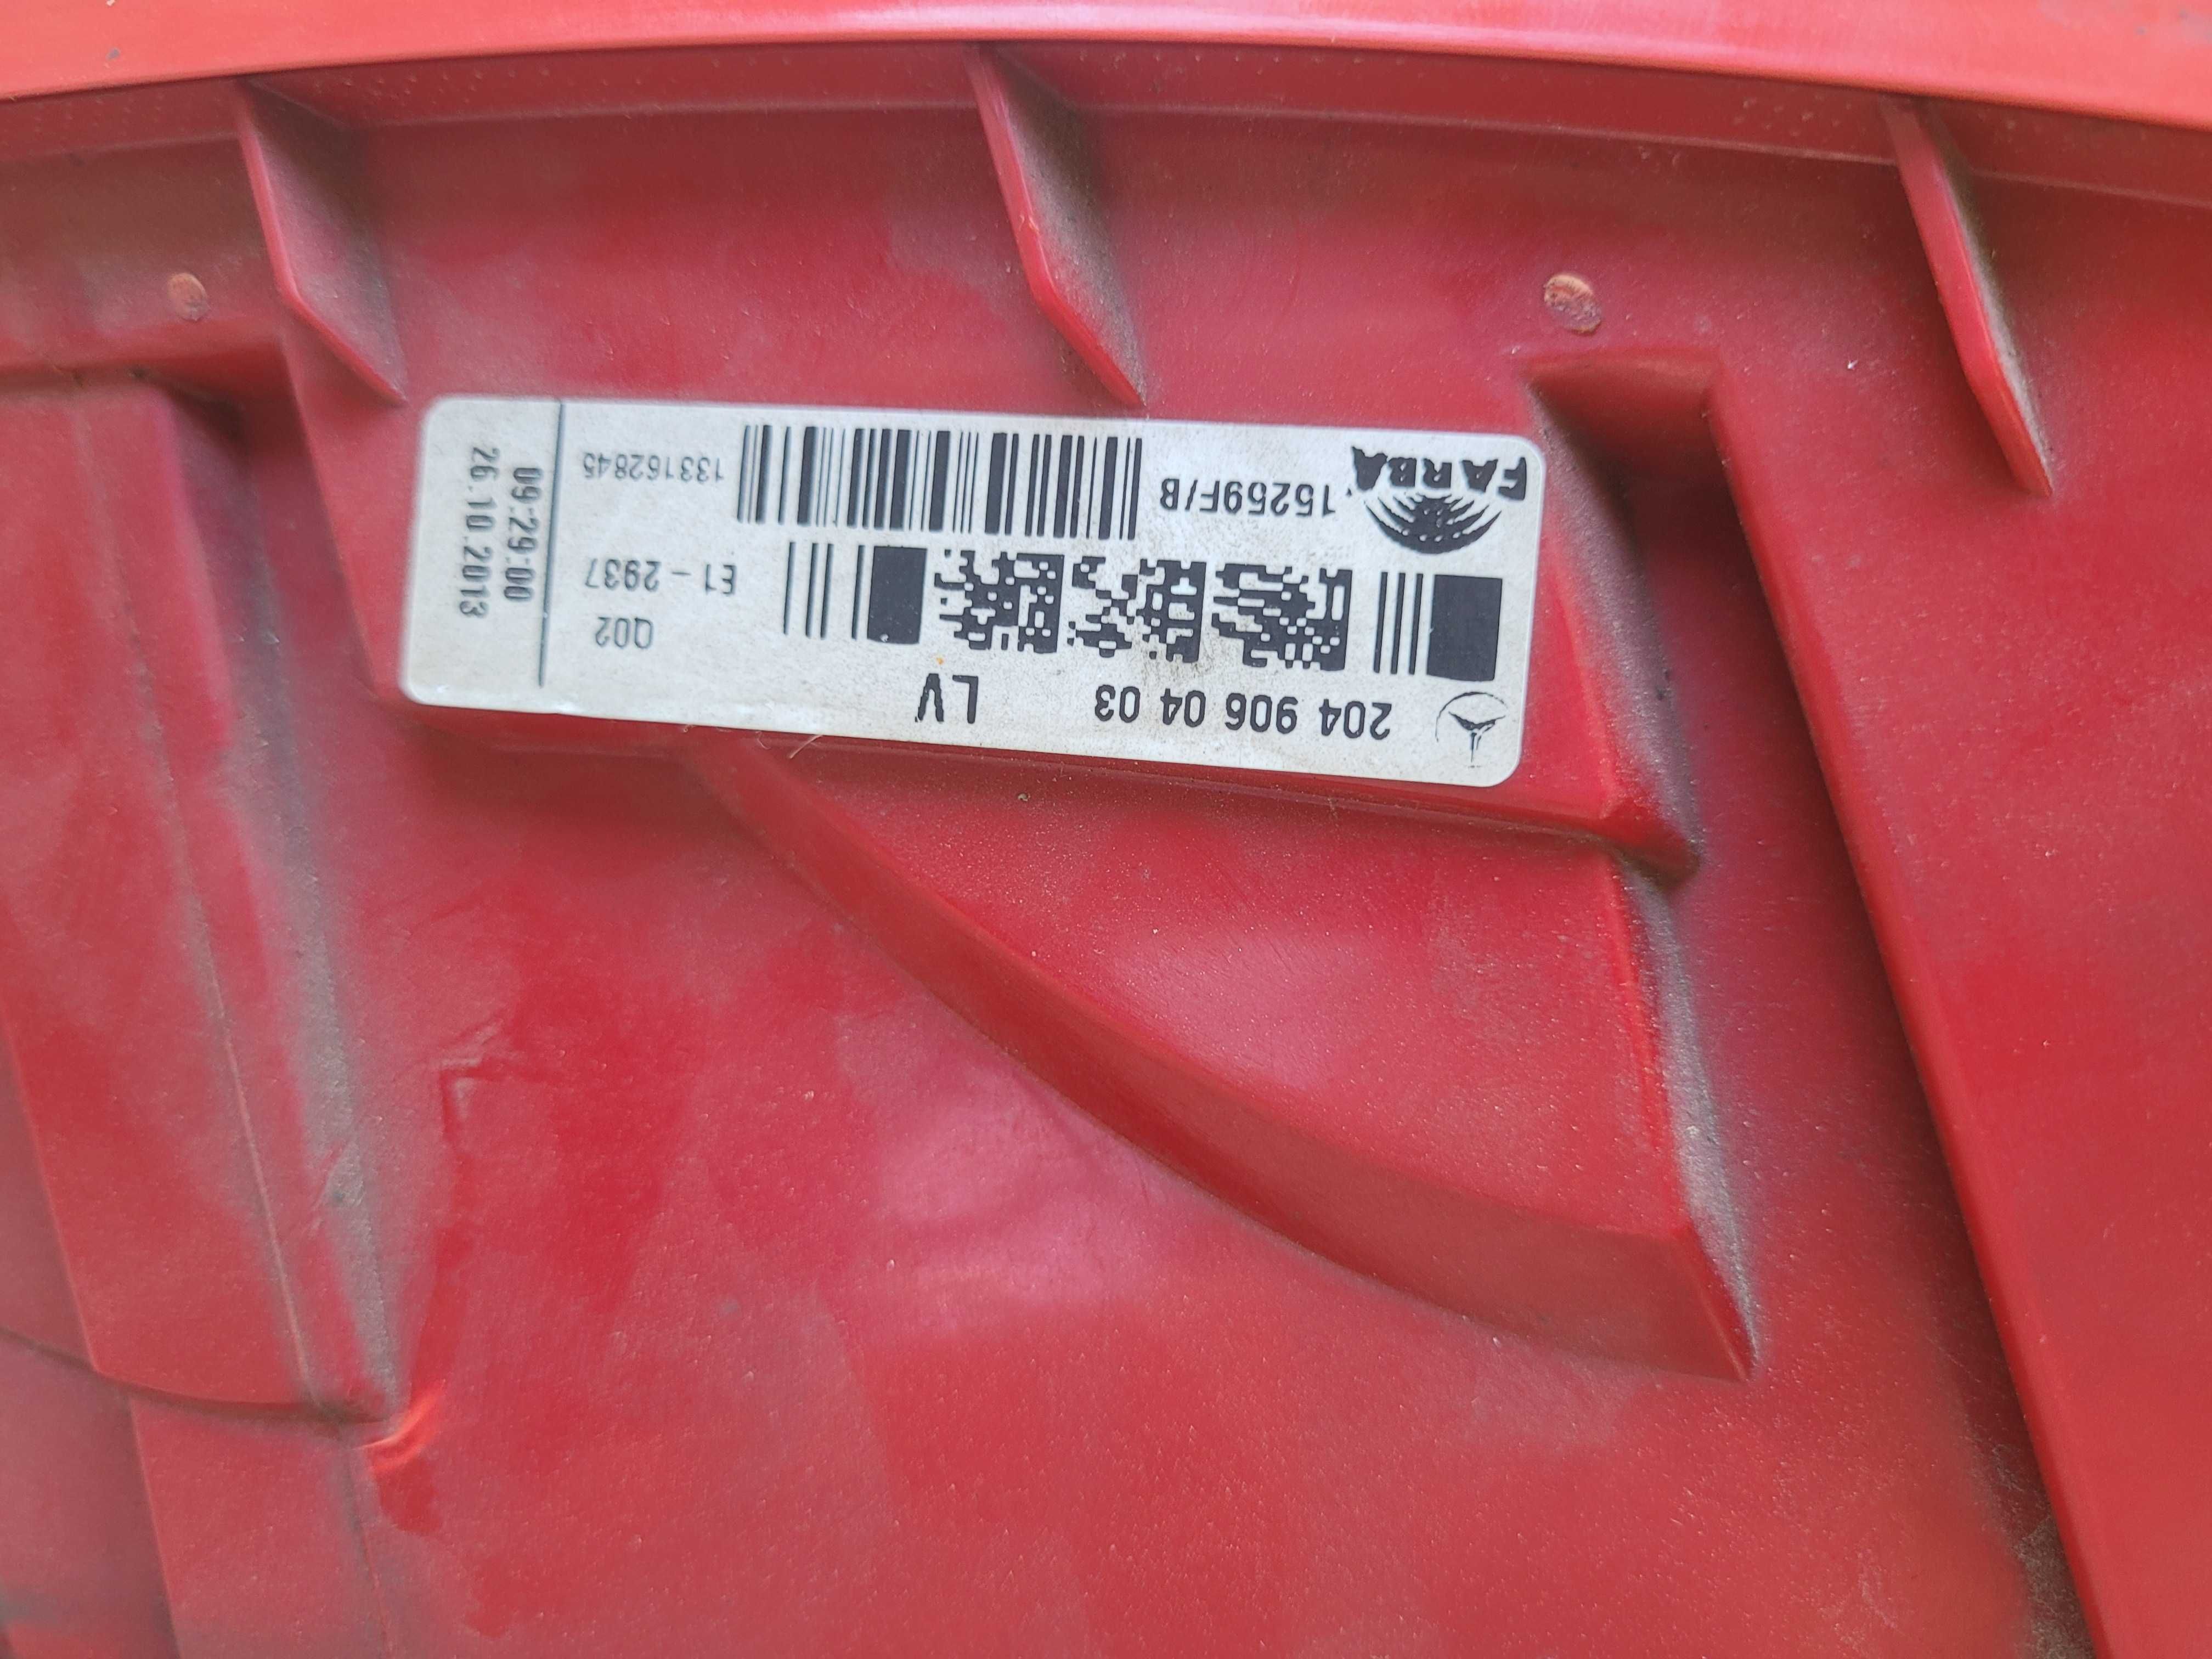 204 906 04 03 LV
Q02
E1 - 2937
FARBA
15259F/B
133162845
09:29:00
26.10.2013